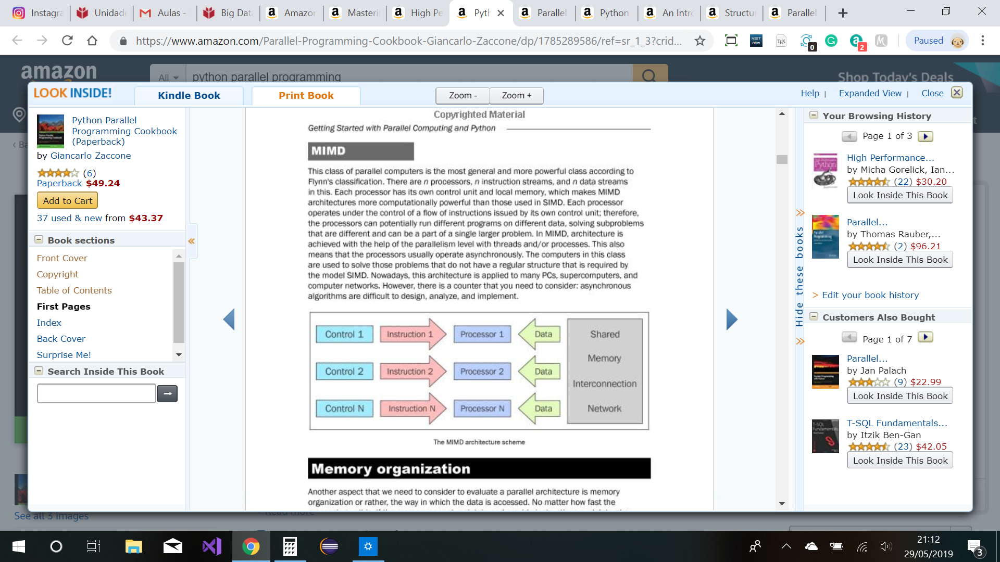 Instagra
Unidad
Aulas -
Big Data
Amazon
Masterin
High Pe
Pyth
Parallel
Python
An Intro
Structur
Parallel
https://www.amazon.com/Parallel-Programming-Cookbook-Giancarlo-Zaccone/dp/1785289586/ref=sr_1_3?crid...
0
2
Paused
amazon
All
python parallel programming
Shop Today's Deals
LOOK INSIDE!
Kindle Book
Print Book
Zoom -
Zoom +
Help |
Expanded View |
Close
Python Parallel
Programming Cookbook
(Paperback)
by Giancarlo Zaccone
(6)
Paperback $49.24
Add to Cart
37 used & new from $43.37
Book sections
Front Cover
Copyright
Table of Contents
First Pages
Index
Back Cover
Surprise Me!
Search Inside This Book
See all 3 images
Copyrighted Material
Getting Started with Parallel Computing and Python
MIMD
This class of parallel computers is the most general and more powerful class according to
Flynn's classification. There are n processors, n instruction streams, and n data streams
in this. Each processor has its own control unit and local memory, which makes MIMD
architectures more computationally powerful than those used in SIMD. Each processor
operates under the control of a flow of instructions issued by its own control unit; therefore,
the processors can potentially run different programs on different data, solving subproblems
that are different and can be a part of a single larger problem. In MIMD, architecture is
achieved with the help of the parallelism level with threads and/or processes. This also
means that the processors usually operate asynchronously. The computers in this class
are used to solve those problems that do not have a regular structure that is required by
the model SIMD. Nowadays, this architecture is applied to many PCs, supercomputers, and
computer networks. However, there is a counter that you need to consider: asynchronous
algorithms are difficult to design, analyze, and implement.
Control 1
Instruction 1
Processor 1
Data
Shared
Memory
Control 2
Instruction 2
Processor 2
Data
Interconnection
Control N
Instruction N
Processor N
Data
Network
The MIMD architecture scheme
Memory organization
Another aspect that we need to consider to evaluate a parallel architecture is memory
organization or rather, the way in which the data is accessed. No matter how fast the
Read more
Hide these books
Your Browsing History
Page 1 of 3
High Performance...
by Micha Gorelick, Ian...
(22) $30.20
Look Inside This Book
Parallel...
by Thomas Rauber,...
(2) $96.21
Look Inside This Book
> Edit your book history
Customers Also Bought
Page 1 of 7
Parallel...
by Jan Palach
(9) $22.99
Look Inside This Book
T-SQL Fundamentals...
by Itzik Ben-Gan
(23) $42.05
Look Inside This Book
21:12
29/05/2019
3